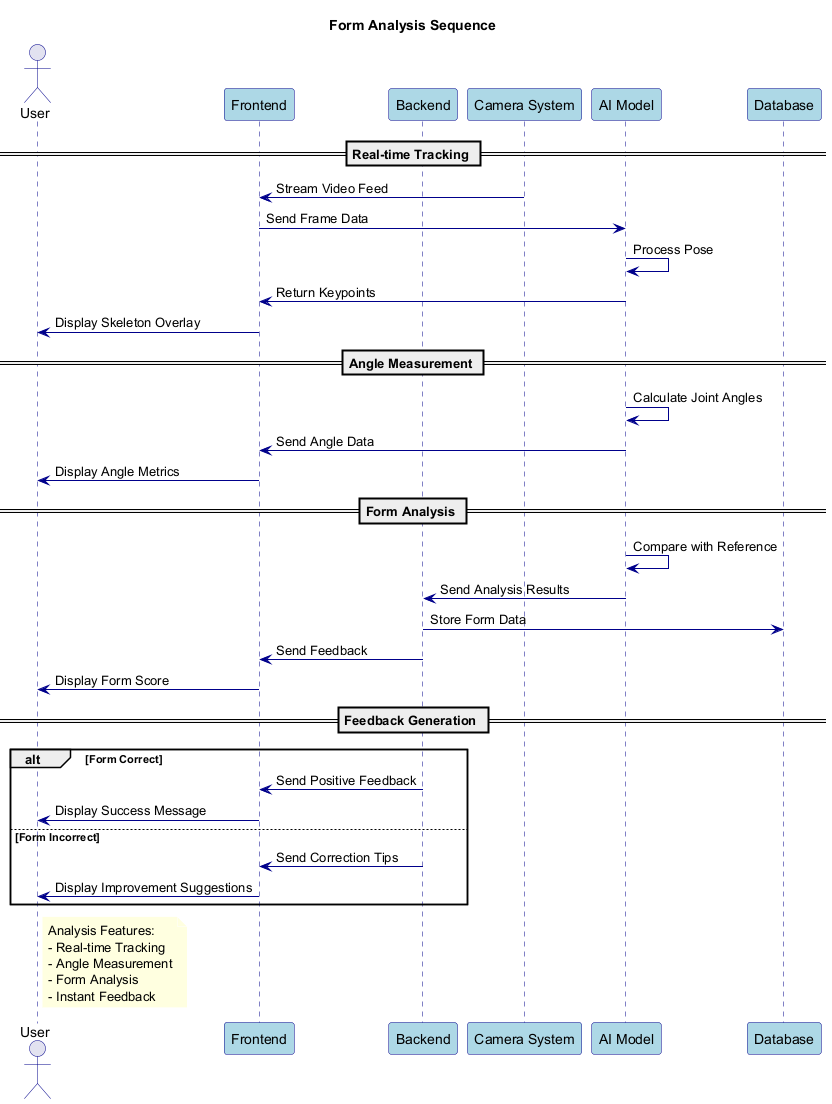 Form Analysis Sequence
User
Frontend
Backend
Camera System
AI Model
Database
Real-time Tracking
Stream Video Feed
Send Frame Data
Process Pose
Return Keypoints
Display Skeleton Overlay
Angle Measurement
Calculate Joint Angles
Send Angle Data
Display Angle Metrics
Form Analysis
Compare with Reference
Send Analysis Results
Store Form Data
Send Feedback
Display Form Score
Feedback Generation
alt [Form Correct]
Send Positive Feedback
Display Success Message
[Form Incorrect]
Send Correction Tips
Display Improvement Suggestions
Analysis Features:
- Real-time Tracking
- Angle Measurement
- Form Analysis
- Instant Feedback
User
Frontend
Backend
Camera System
AI Model
Database